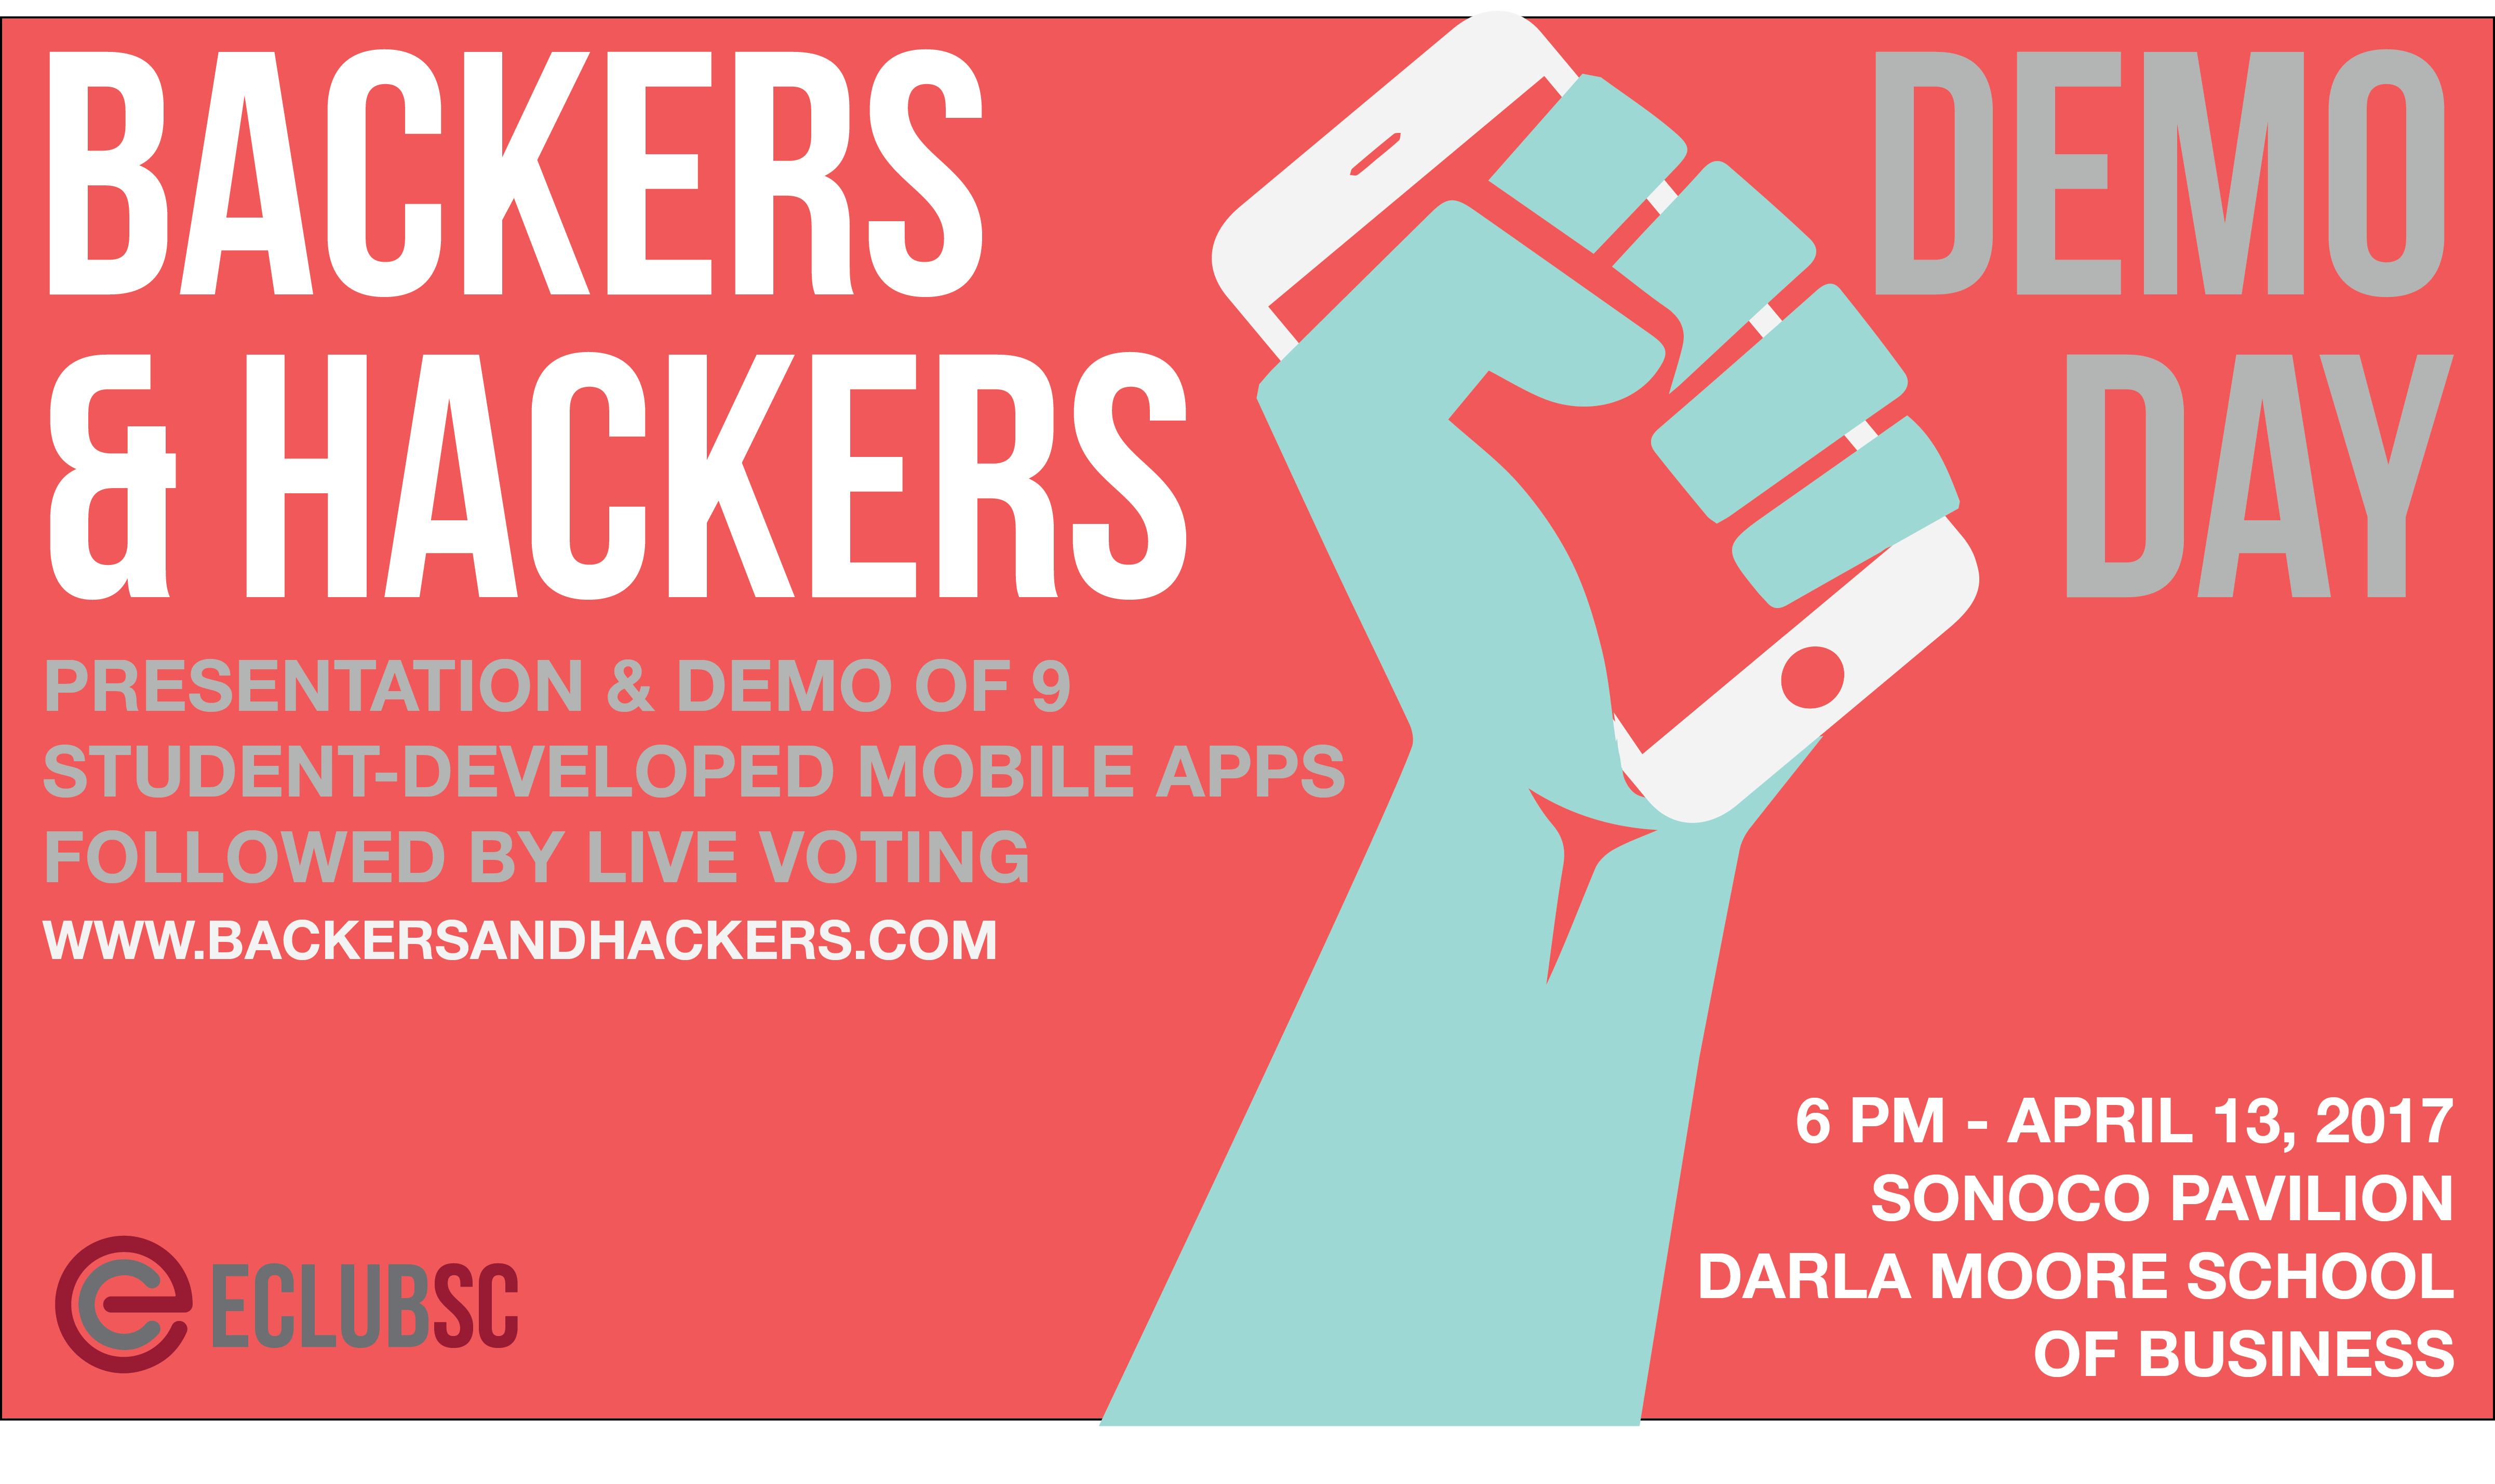 BACKERS
& HACKERS
DEMO
DAY
PRESENTATION & DEMO OF 9
STUDENT-DEVELOPED MOBILE APPS
FOLLOWED BY LIVE VOTING
WWW.BACKERSANDHACKERS.COM
6 PM - APRIL 13, 2017
SONOCO PAVILION
DARLA MOORE SCHOOL
OF BUSINESS
ECLUBSC